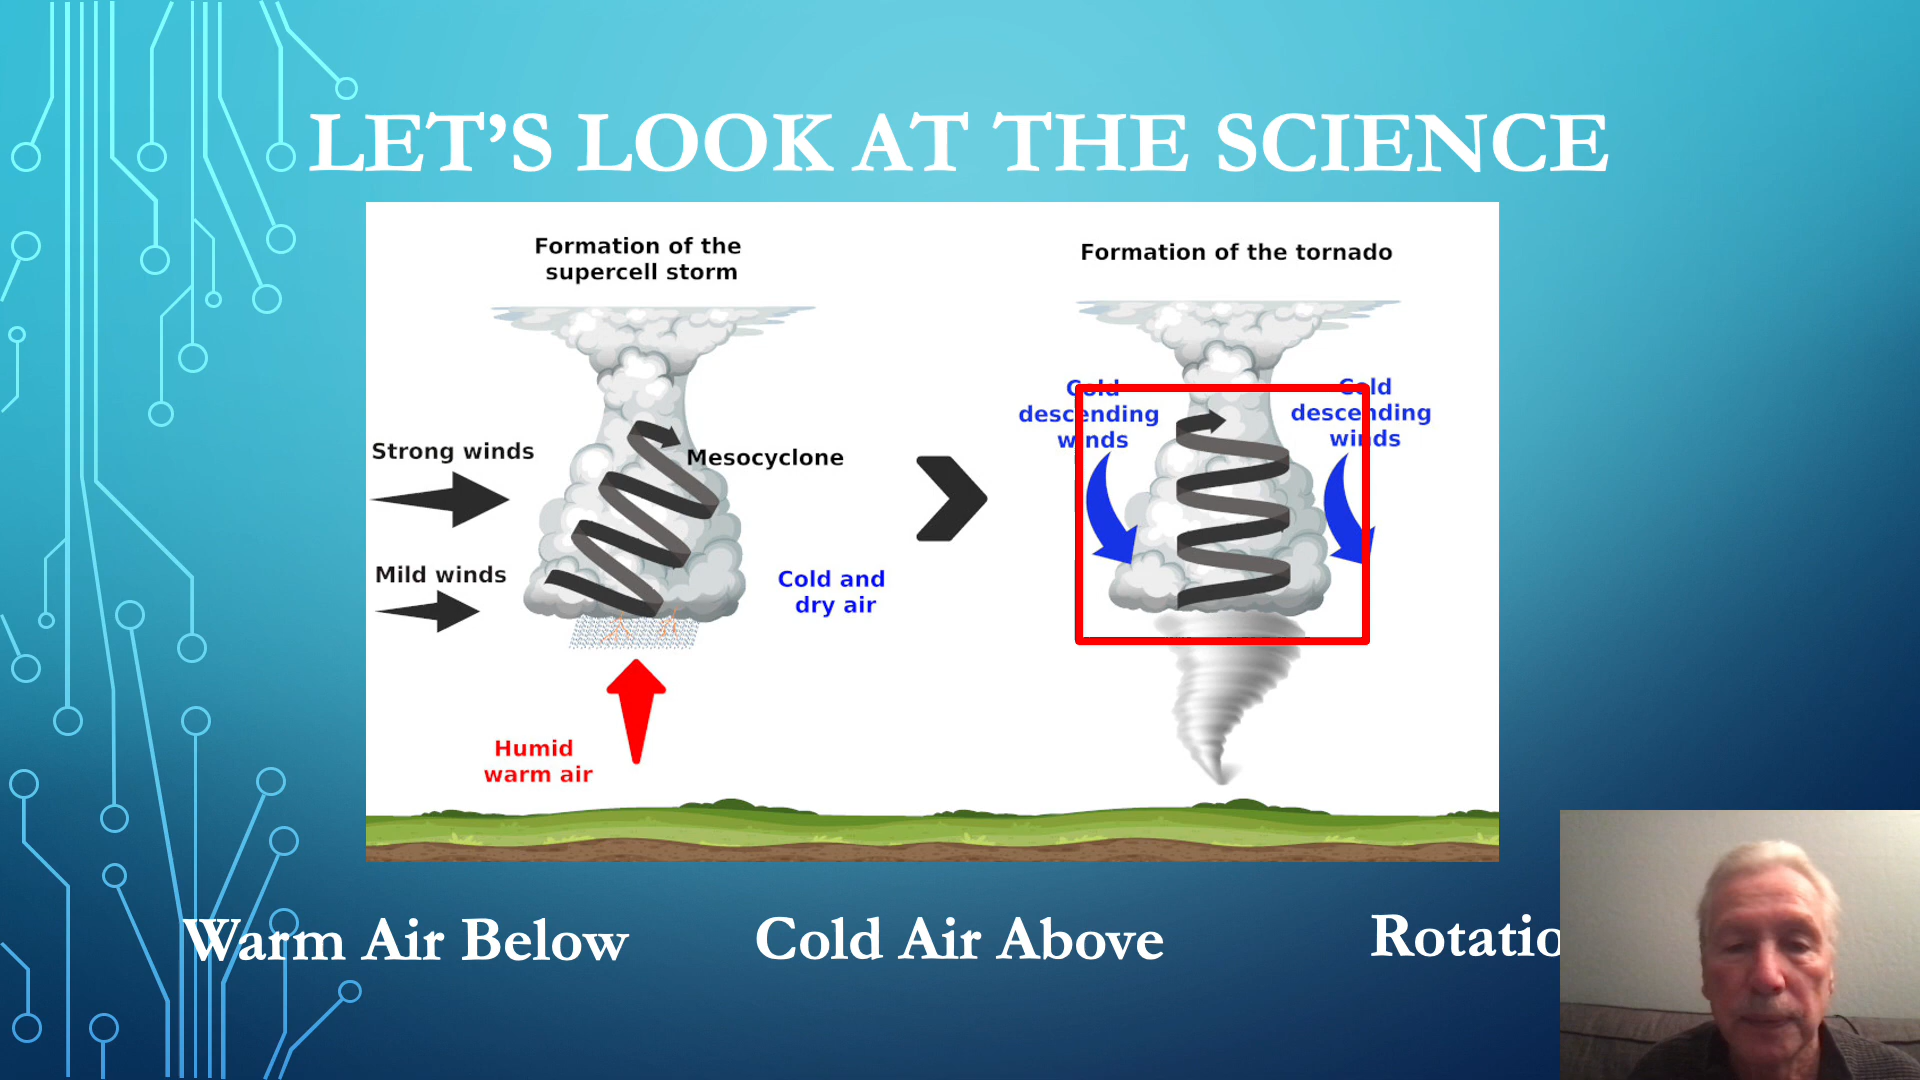 LET'S LOOK AT THE SCIENCE
Formation of the
supercell storm
Formation of the tornado
Cold
descending
winds
Cold
descending
winds
Strong winds
Mesocyclone
Mild winds
Cold and
dry air
Humid
warm air
Warm Air Below
Cold Air Above